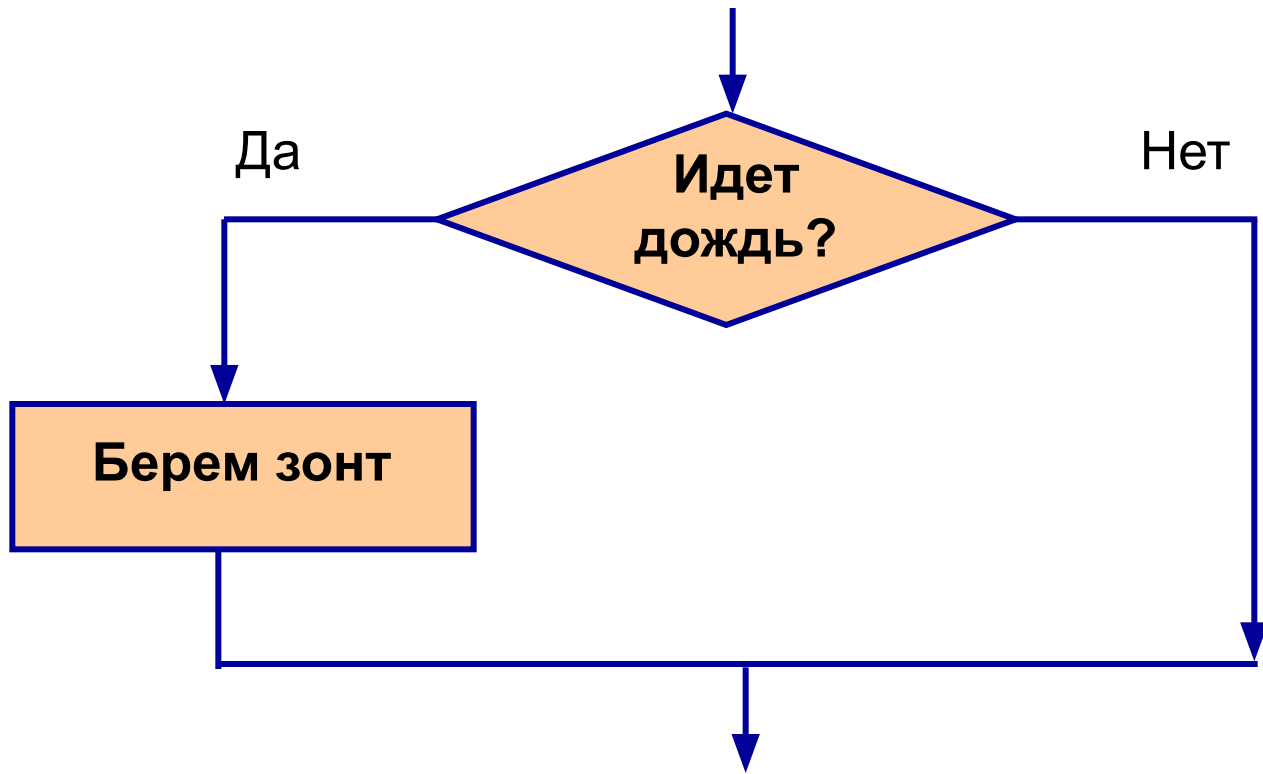 Да
Идет
дождь?
Нет
Берем зонт